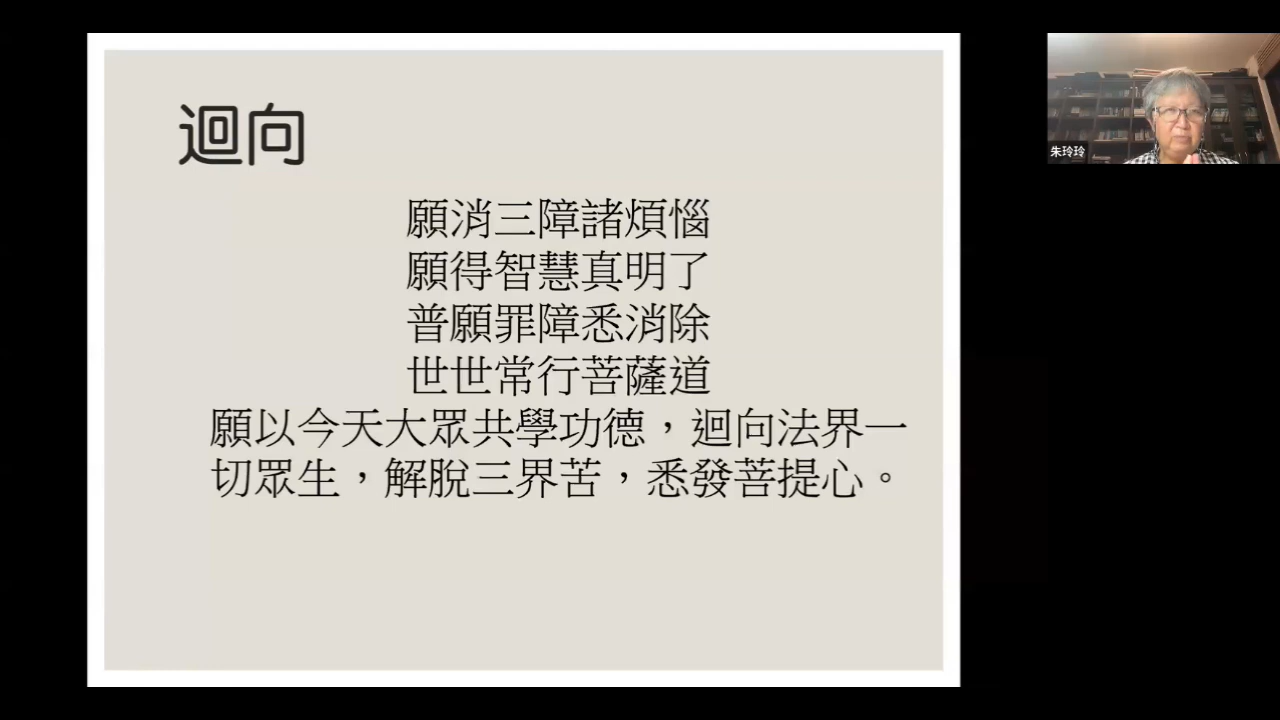 迴向
願消三障諸煩惱
願得智慧真明了
普願罪障悉消除
世世常行菩薩道
願以今天大眾共學功德，迴向法界一
切眾生，解脫三界苦，悉發菩提心。
朱玲玲